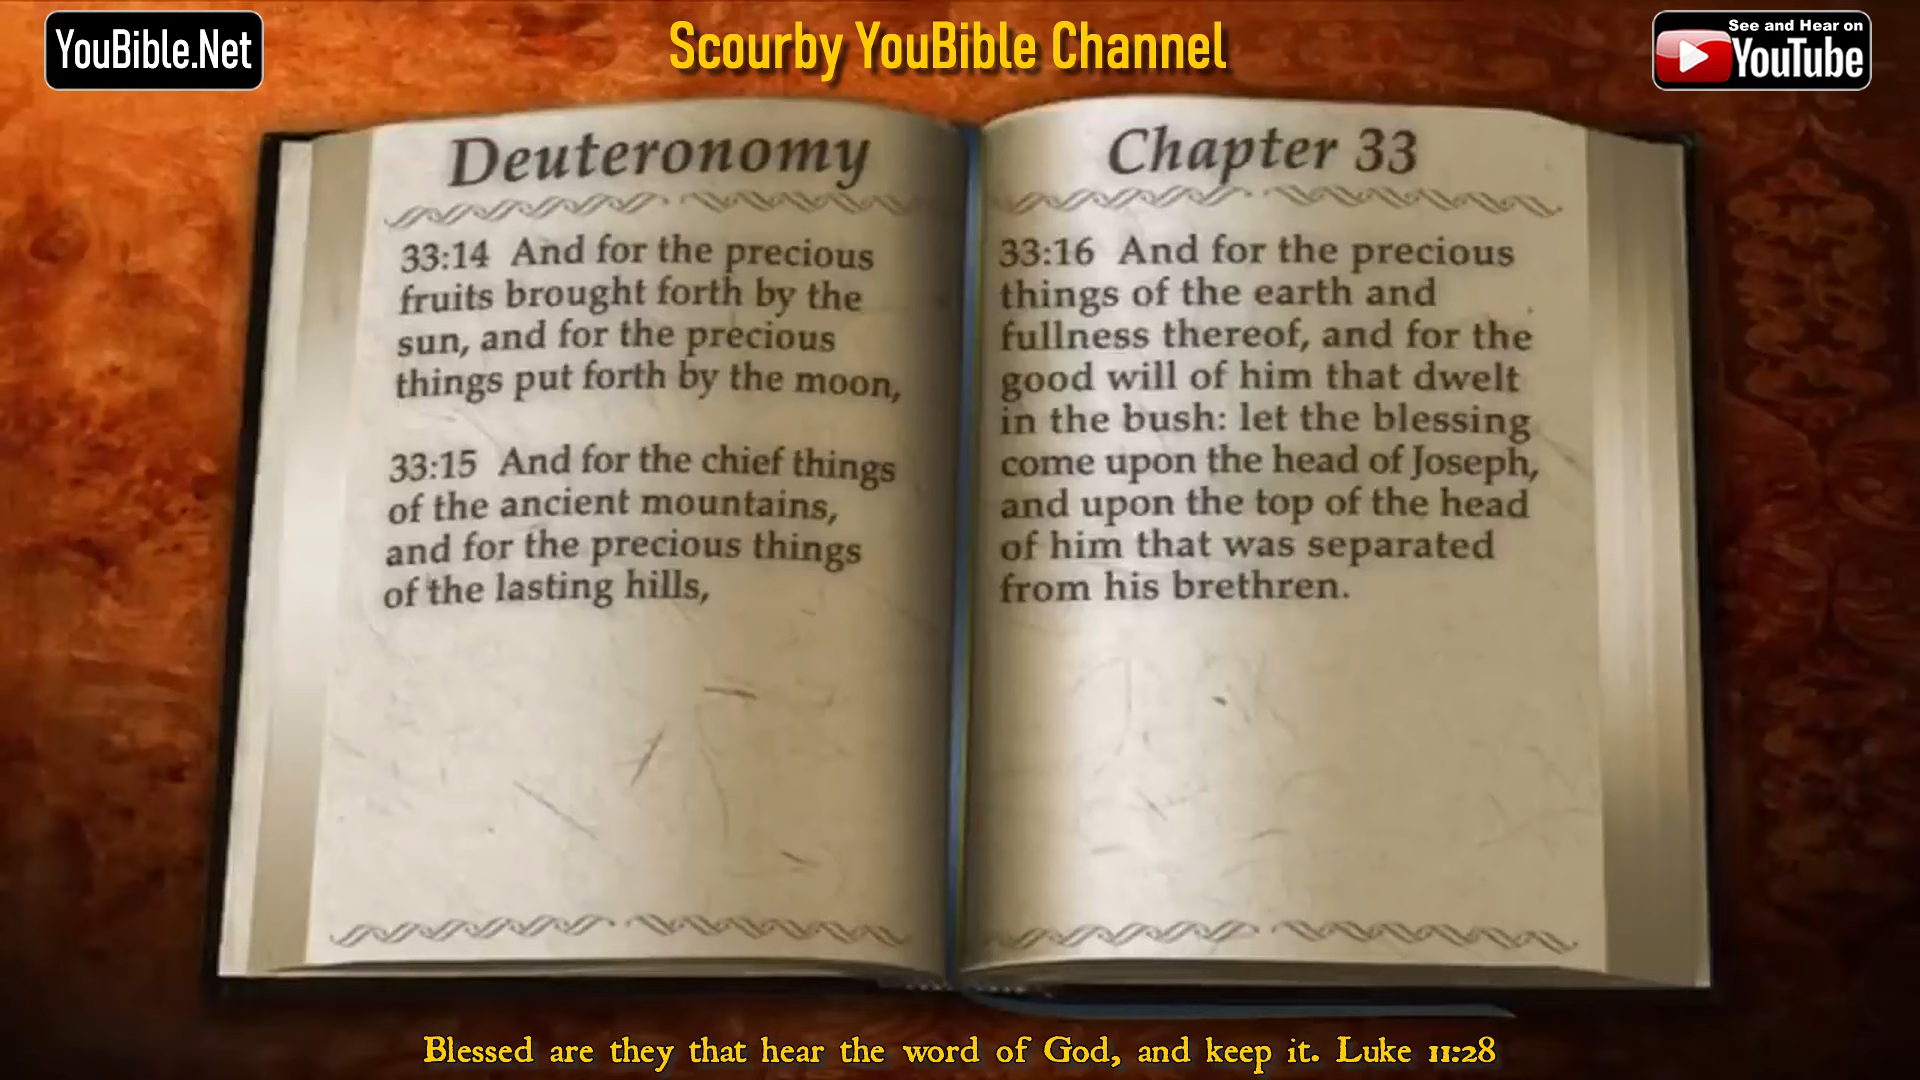 YouBible.Net
Scourby YouBible Channel
See and Hear on
YouTube
Deuteronomy
33:14 And for the precious
fruits brought forth by the
sun, and for the precious
things put forth by the moon,
33:15 And for the chief things
of the ancient mountains,
and for the precious things
of the lasting hills,
Chapter 33
33:16 And for the precious
things of the earth and
fullness thereof, and for the
good will of him that dwelt
in the bush: let the blessing
come upon the head of Joseph,
and upon the top of the head
of him that was separated
from his brethren.
Blessed are they that hear the word of God, and keep it. Luke 11:28